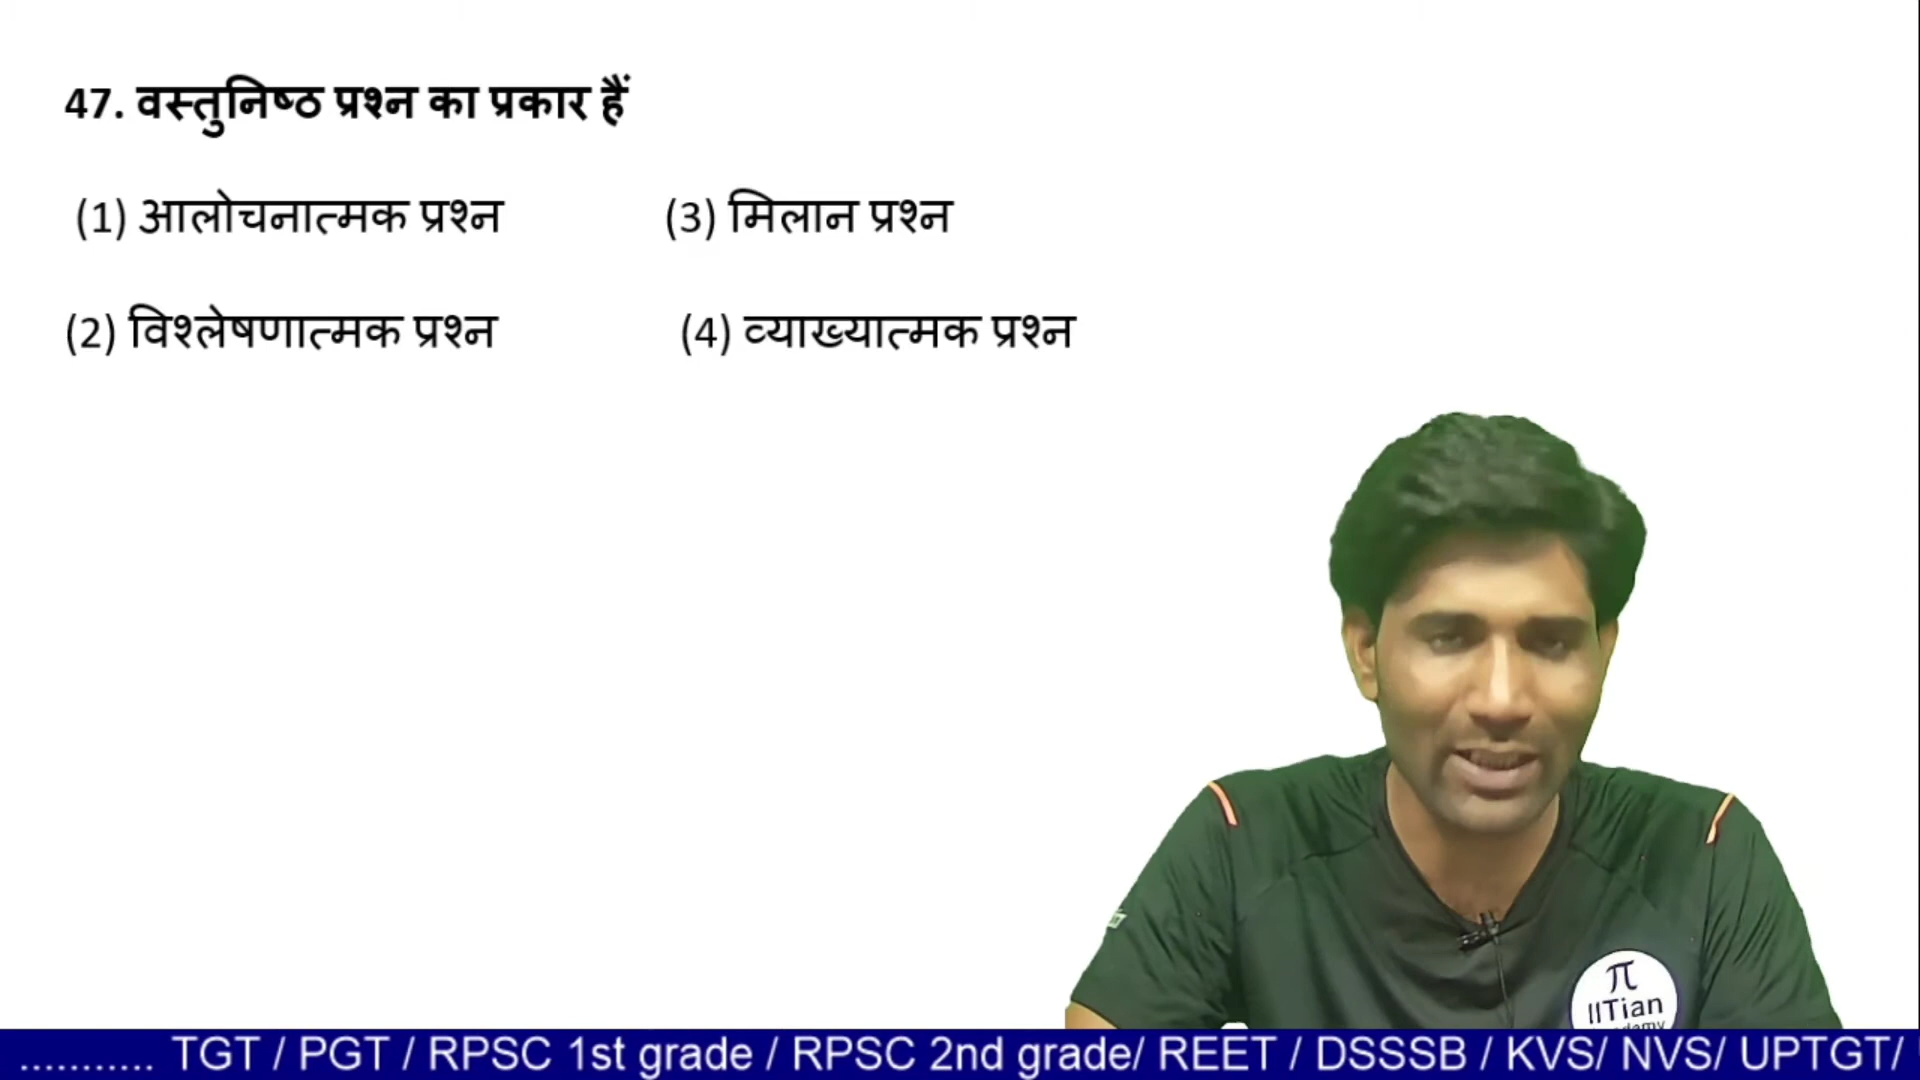 47. वस्तुनिष्ठ प्रश्न का प्रकार हैं
(1) आलोचनात्मक प्रश्न (3) मिलान प्रश्न
(2) विश्लेषणात्मक प्रश्न (4) व्याख्यात्मक प्रश्न
π
IITian
........... TGT / PGT / RPSC 1st grade / RPSC 2nd grade/ REET / DSSSB / KVS/ NVS/ UPTGT/